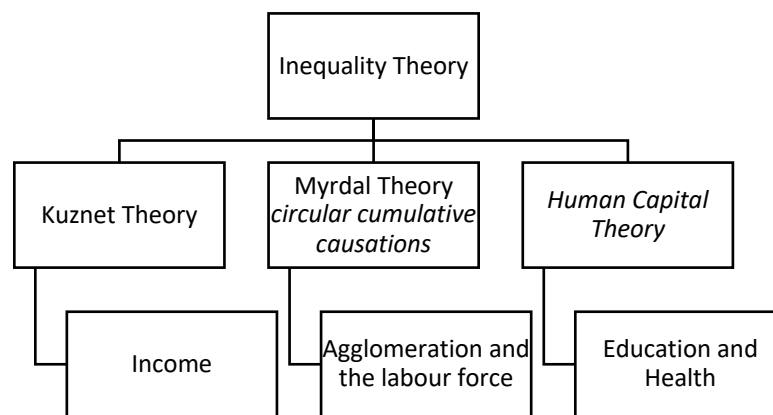 Inequality Theory
Kuznet Theory
Myrdal Theory
circular cumulative
causations
Human Capital
Theory
Income
Agglomeration and
the labour force
Education and
Health